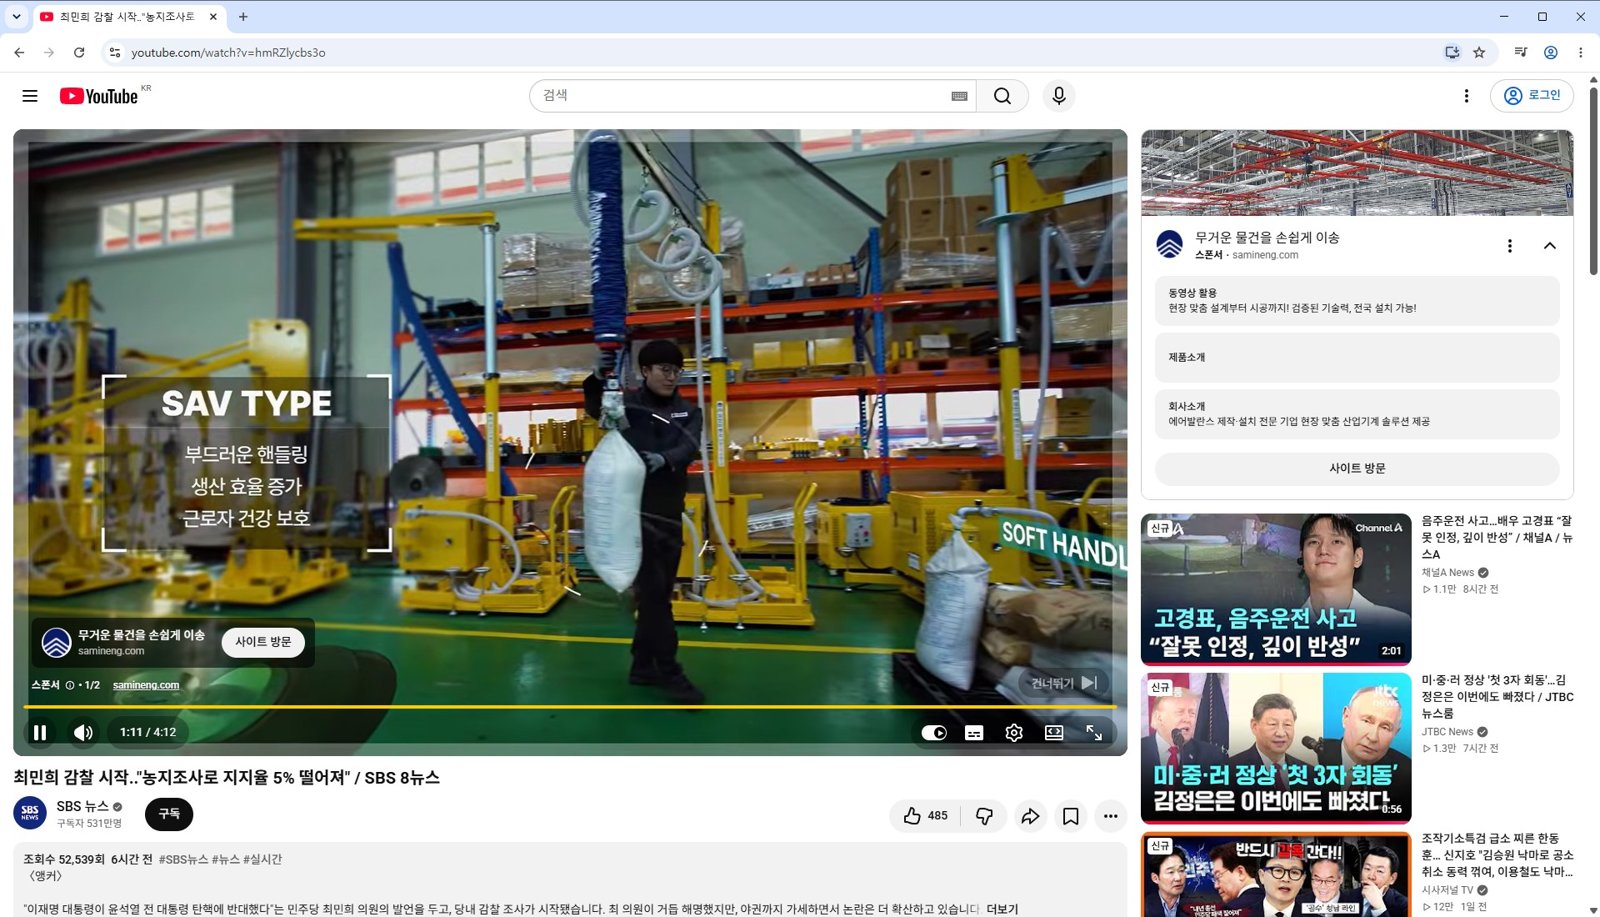 최민희 감찰 시작.."농지조사로
youtube.com/watch?v=hmRZlycbs3o
YouTube KR
검색
로그인
SAV TYPE
부드러운 핸들링
생산 효율 증가
근로자 건강 보호
SOFT HANDL
무거운 물건을 손쉽게 이송
samineng.com
사이트 방문
스폰서 · 1/2 samineng.com
건너뛰기
1:11 / 4:12
최민희 감찰 시작.."농지조사로 지지율 5% 떨어져" / SBS 8뉴스
SBS NEWS
SBS 뉴스
구독자 531만명
구독
485
조회수 52,539회 6시간 전 #SBS뉴스 #뉴스 #실시간
〈앵커〉
"이재명 대통령이 윤석열 전 대통령 탄핵에 반대했다"는 민주당 최민희 의원의 발언을 두고, 당내 감찰 조사가 시작됐습니다. 최 의원이 거듭 해명했지만, 야권까지 가세하면서 논란은 더 확산하고 있습니다. 더보기
무거운 물건을 손쉽게 이송
스폰서 · samineng.com
동영상 활용
현장 맞춤 설계부터 시공까지! 검증된 기술력, 전국 설치 가능!
제품소개
회사소개
에어발란스 제작·설치 전문 기업 현장 맞춤 산업기계 솔루션 제공
사이트 방문
신규
Channel A
고경표, 음주운전 사고
“잘못 인정, 깊이 반성”
2:01
음주운전 사고…배우 고경표 “잘
못 인정, 깊이 반성” / 채널A / 뉴
스A
채널A News
1.1만 8시간 전
신규
jtbc news
미·중·러 정상 '첫 3자 회동'
김정은은 이번에도 빠졌다
0:56
미·중·러 정상 '첫 3자 회동'…김
정은은 이번에도 빠졌다 / JTBC
뉴스룸
JTBC News
1.3만 7시간 전
신규
반드시 감옥 간다!!
조작기소특검 급소 찌른 한동
훈... 신지호 "김승원 낙마로 공소
취소 동력 꺾여, 이용철도 낙마...
시사저널 TV
12만 1일 전